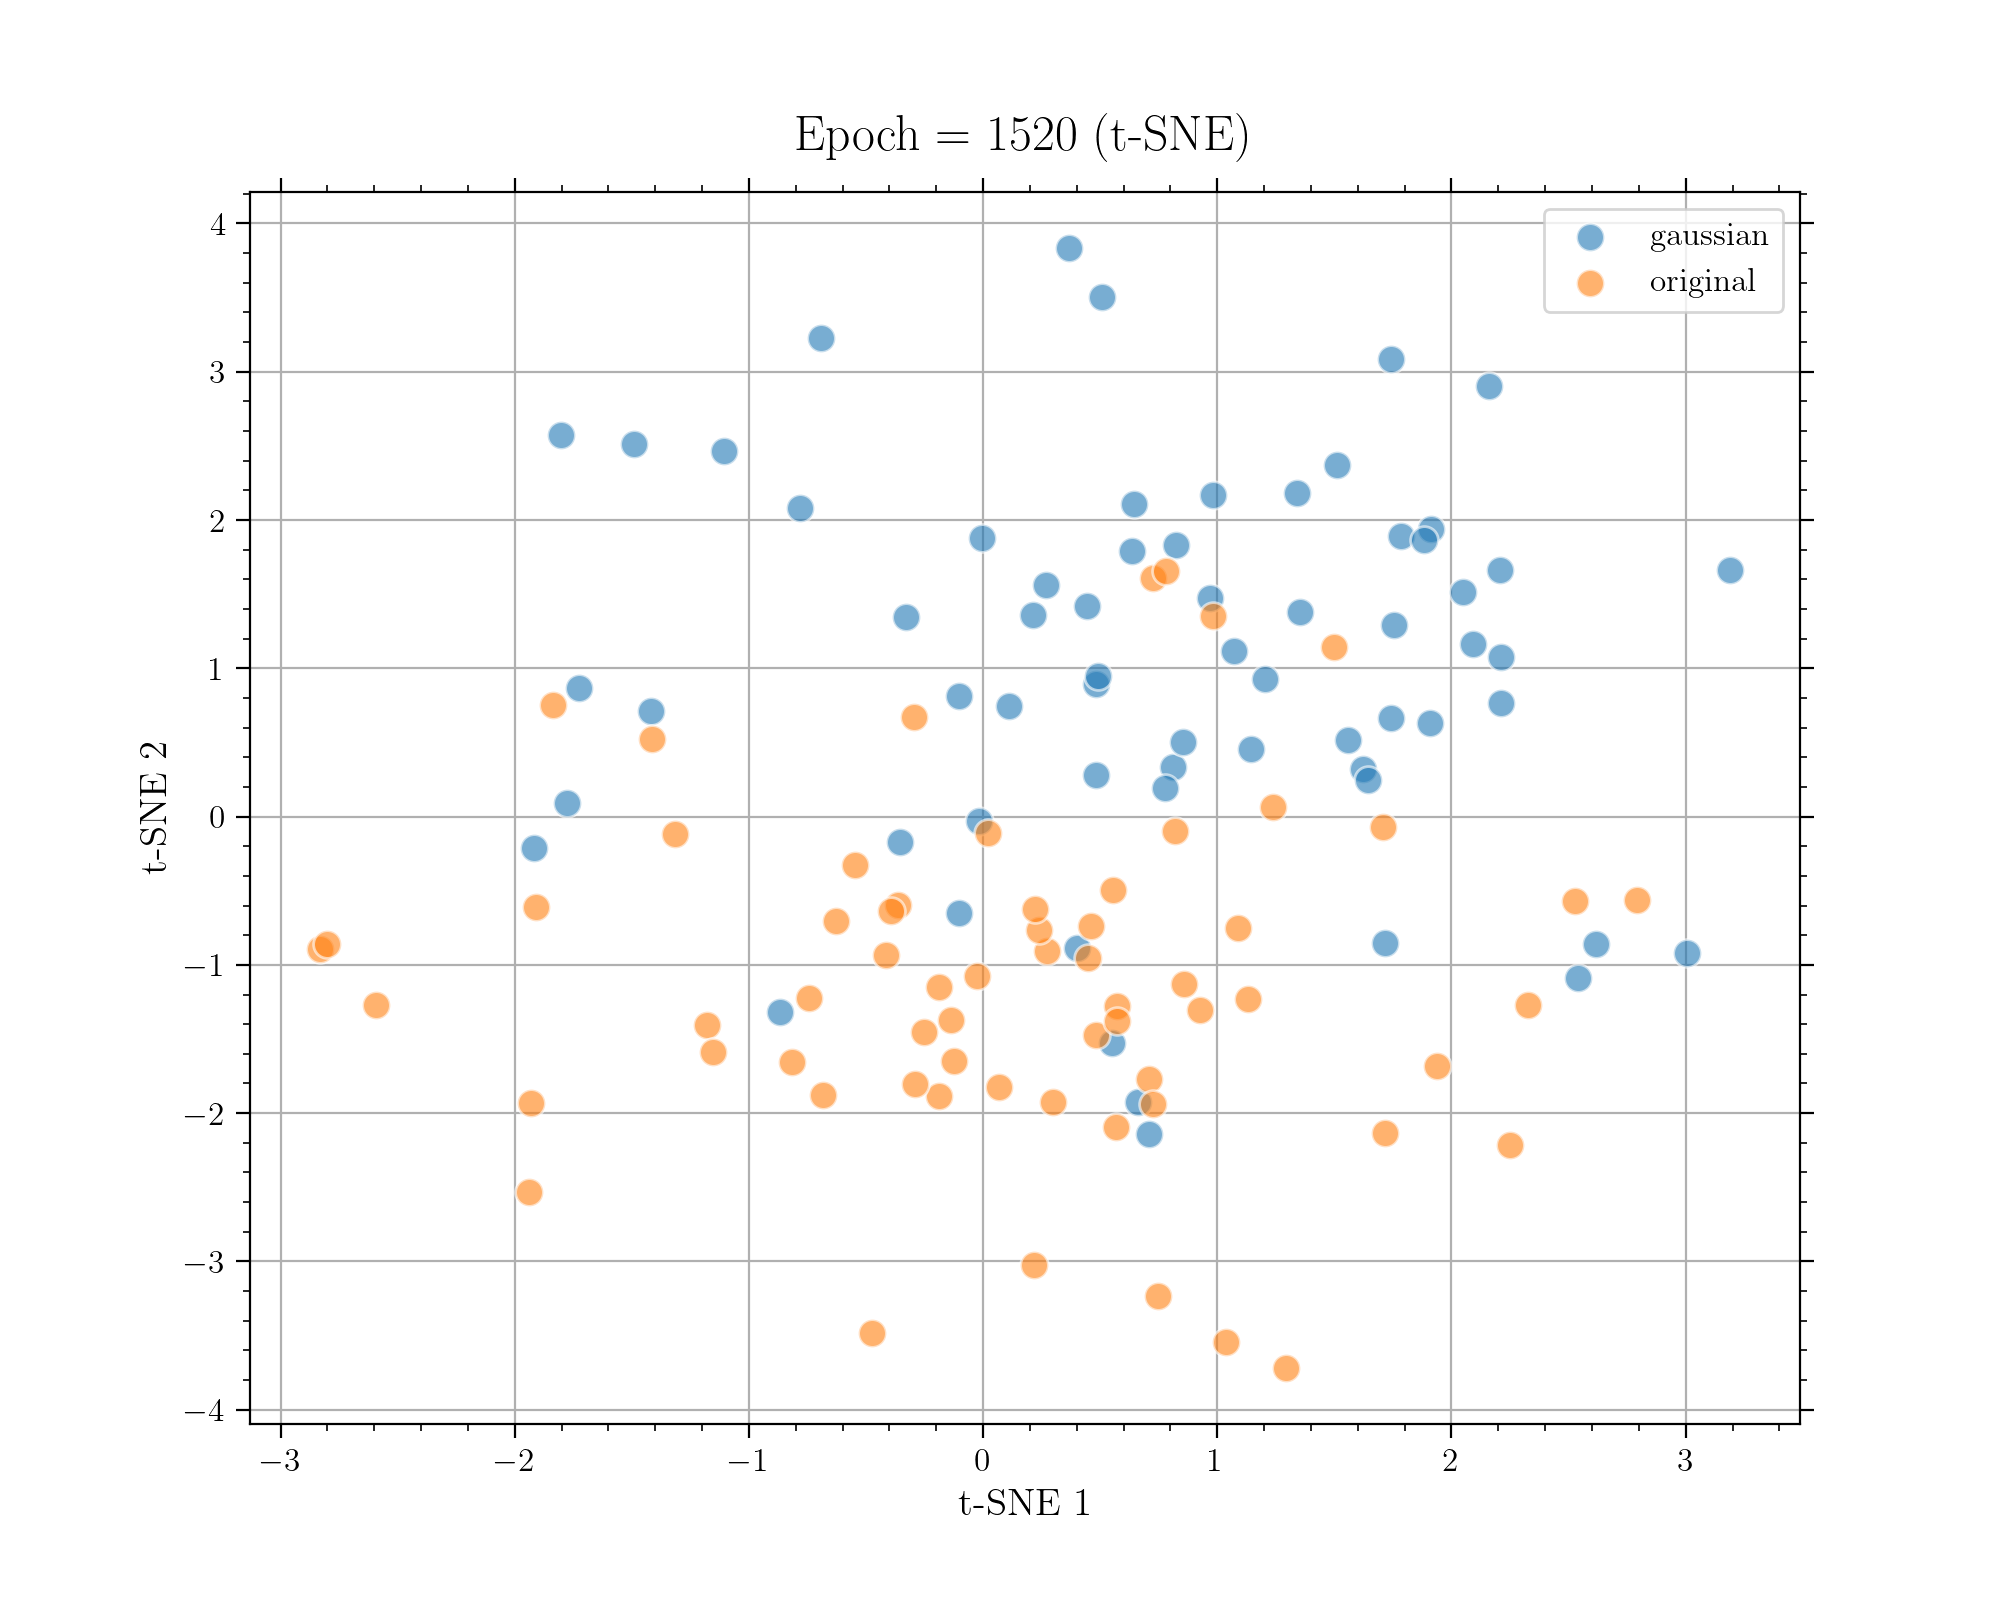 Epoch = 1520 (t-SNE)
gaussian
original
4
3
2
1
0
−1
−2
−3
−4
t-SNE 2
−3 −2 −1 0 1 2 3
t-SNE 1